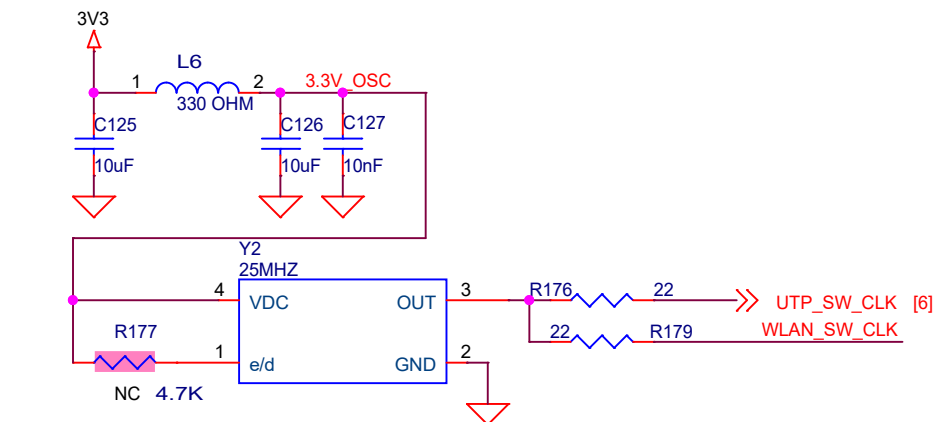 3V3
L6
1 2 3.3V_OSC
330 OHM
C125 C126 C127
10uF 10uF 10nF
Y2
25MHZ
4 VDC OUT 3 R176 22 UTP_SW_CLK [6]
R177 22 R179 WLAN_SW_CLK
1 e/d GND 2
NC 4.7K